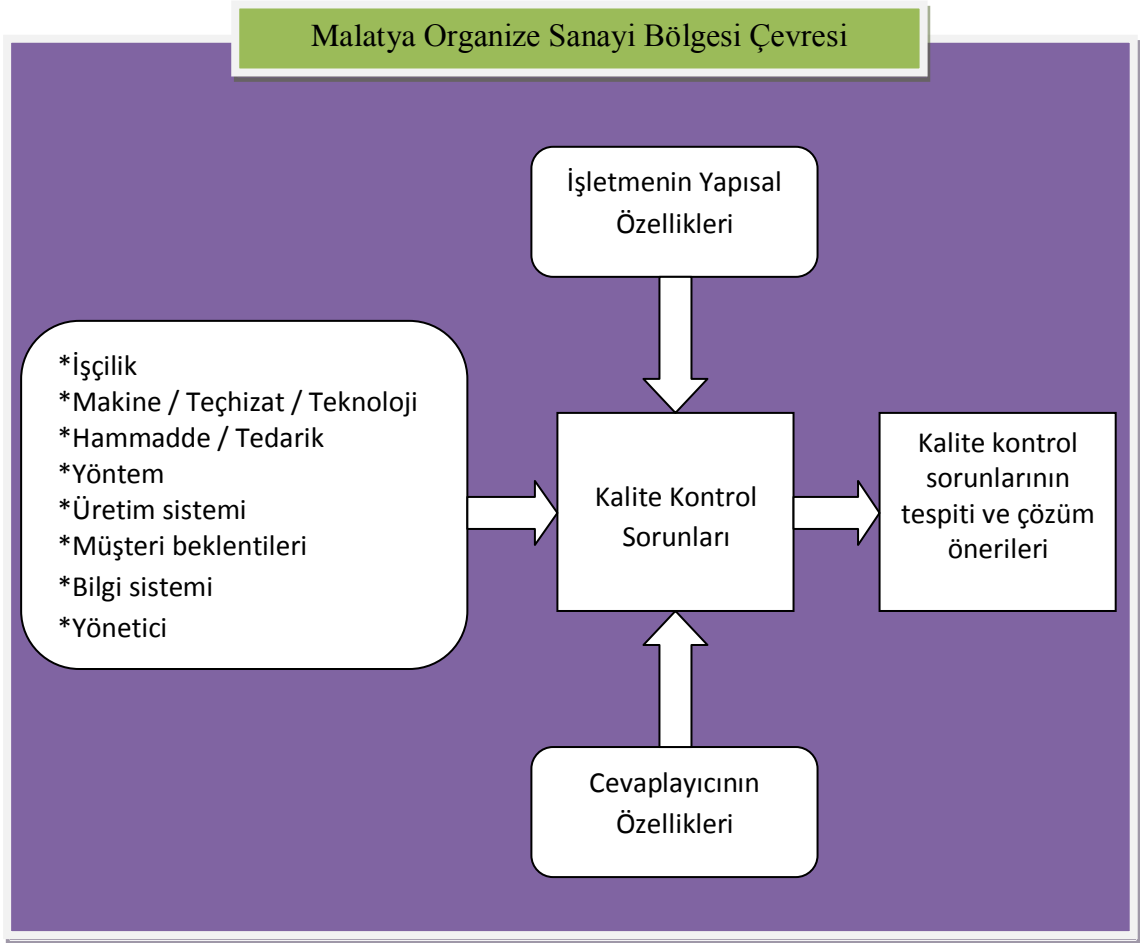 Malatya Organize Sanayi Bölgesi Çevresi
İşletmenin Yapısal
Özellikleri
*İşçilik
*Makine / Teçhizat / Teknoloji
*Hammadde / Tedarik
*Yöntem
*Üretim sistemi
*Müşteri beklentileri
*Bilgi sistemi
*Yönetici
Kalite Kontrol
Sorunları
Kalite kontrol
sorunlarının
tespiti ve çözüm
önerileri
Cevaplayıcının
Özellikleri